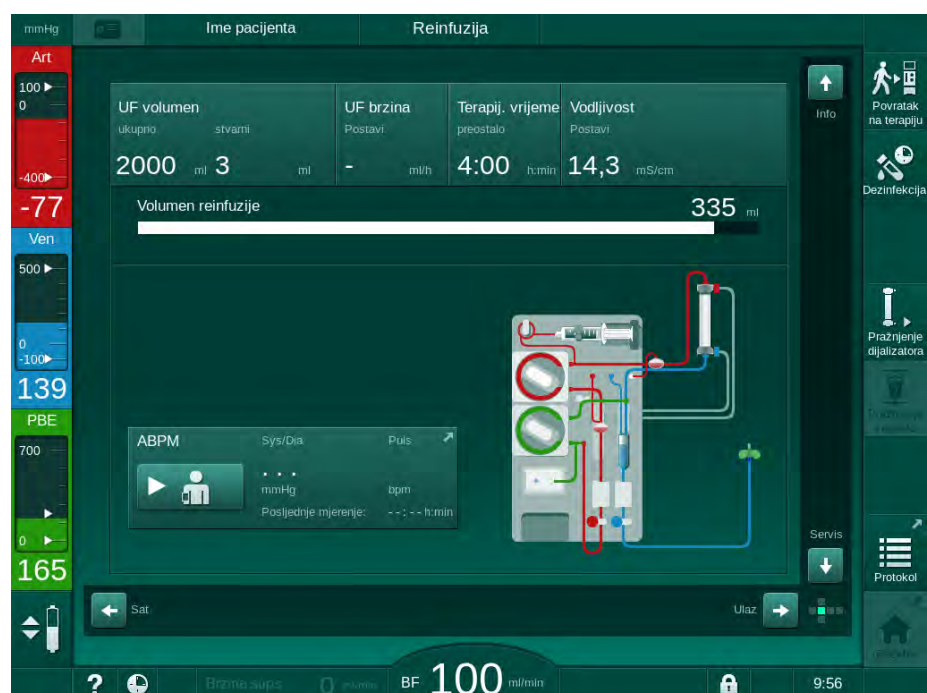 mmHg Ime pacijenta Reinfuzija
Art
100
0
-400
-77
Ven
500
0
-100
139
PBE
700
0
165
UF volumen UF brzina Terapij. vrijeme Vodljivost
ukupno stvarni Postavi preostalo Postavi
2000 ml 3 ml - ml/h 4:00 h:min 14,3 mS/cm
Volumen reinfuzije 335 ml
ABPM Sys/Dia Puls
. . .
mmHg bpm
Posljednje mjerenje: --:-- h:min
Info
Servis
Sat Ulaz
Povratak
na terapiju
Dezinfekcija
Pražnjenje
dijalizatora
Protokol
? Brzine sups. 0 BF 100 ml/min 9:56